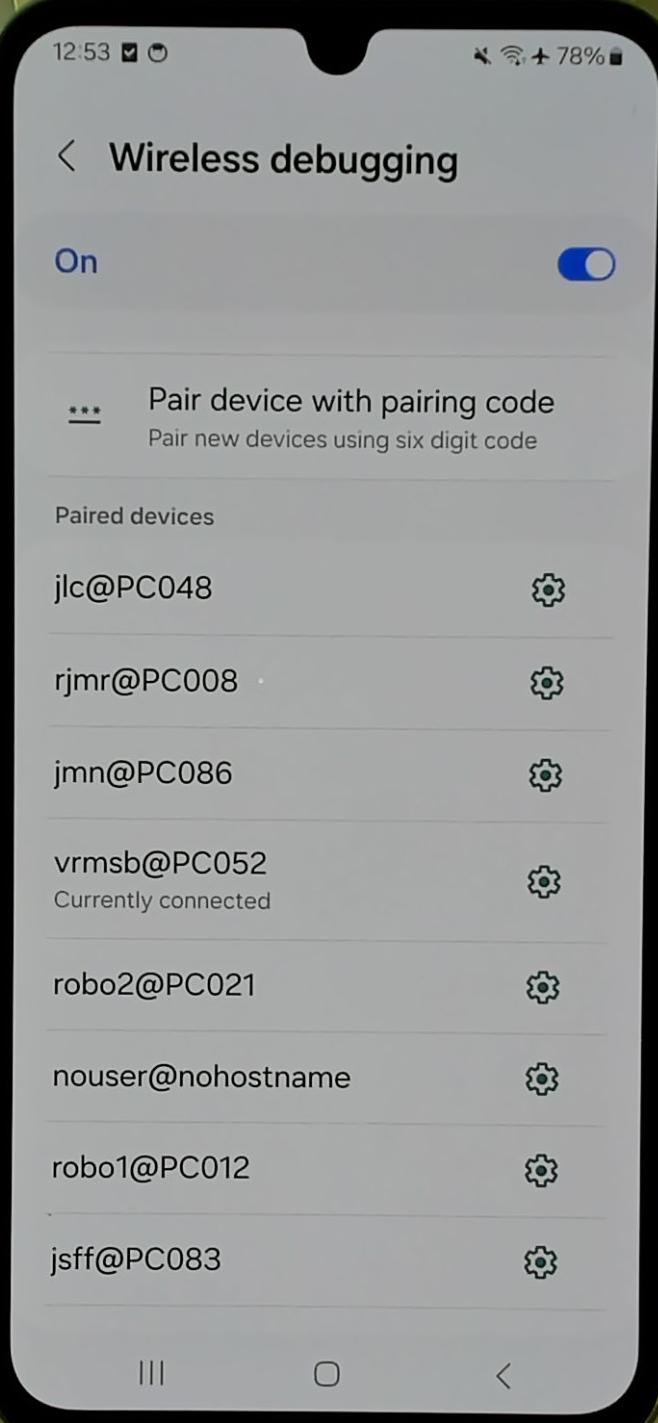 12:53
78%
Wireless debugging
On
Pair device with pairing code
Pair new devices using six digit code
Paired devices
jlc@PC048
rjmr@PC008
jmn@PC086
vrmsb@PC052
Currently connected
robo2@PC021
nouser@nohostname
robo1@PC012
jsff@PC083